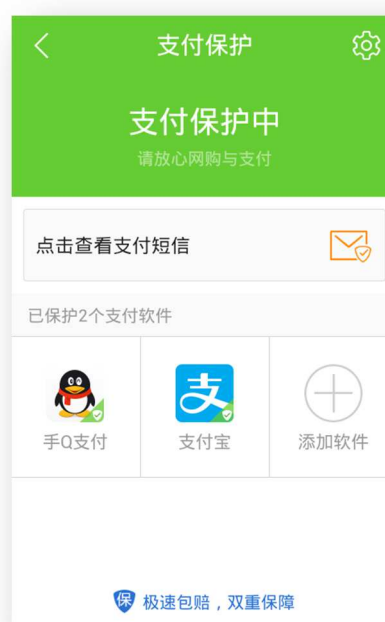 支付保护
支付保护中
请放心网购与支付
点击查看支付短信
已保护2个支付软件
支
手Q支付
支付宝
添加软件
保 极速包赔，双重保障